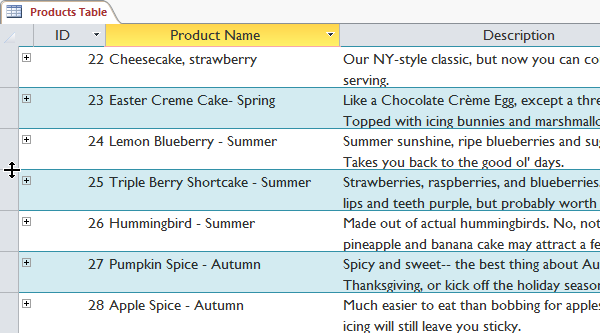 Products Table
ID Product Name Description
22 Cheesecake, strawberry Our NY-style classic, but now you can co
serving.
23 Easter Creme Cake- Spring Like a Chocolate Crème Egg, except a thre
Topped with icing bunnies and marshmallo
24 Lemon Blueberry - Summer Summer sunshine, ripe blueberries and sug
Takes you back to the good ol' days.
25 Triple Berry Shortcake - Summer Strawberries, raspberries, and blueberries.
lips and teeth purple, but probably worth
26 Hummingbird - Summer Made out of actual hummingbirds. No, not
pineapple and banana cake may attract a fe
27 Pumpkin Spice - Autumn Spicy and sweet-- the best thing about Au
Thanksgiving, or kick off the holiday season
28 Apple Spice - Autumn Much easier to eat than bobbing for apples
icing will still leave you sticky.